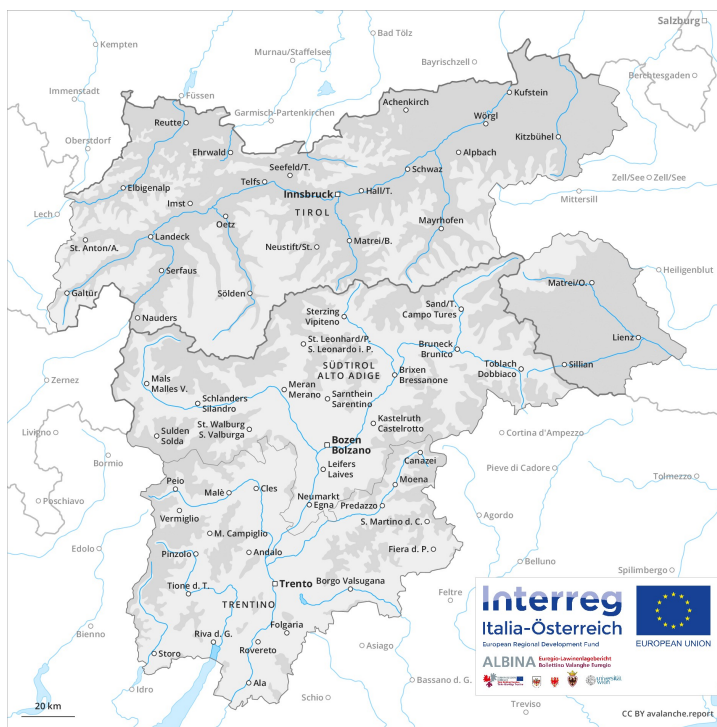 Salzburg
Kempten
Bad Tölz
Murnau/Staffelsee
Bayrischzell
Berchtesgaden
Immenstadt
Füssen
Kufstein
Achenkirch
Garmisch-Partenkirchen
Reutte
Wörgl
Oberstdorf
Kitzbühel
Ehrwald
Alpbach
Seefeld/T.
Schwaz
Zell/See
Zell/See
Telfs
Elbigenalp
Innsbruck
Hall/T.
Mittersill
Imst
TIROL
Lech
Oetz
Mayrhofen
Landeck
St. Anton/A.
Neustift/St.
Matrei/B.
Serfaus
Heiligenblut
Matrei/O.
Galtür
Sölden
Nauders
Sand/T.
Campo Tures
Sterzing
Vipiteno
Lienz
St. Leonhard/P.
S. Leonardo i. P.
Bruneck
Brunico
Toblach
Dobbiaco
Sillian
SÜDTIROL
ALTO ADIGE
Brixen
Bressanone
Zernez
Mals
Malles V.
Meran
Merano
Schlanders
Silandro
Sarnthein
Sarentino
Kastelruth
Castelrotto
St. Walburg
S. Valburga
Livigno
Sulden
Solda
Cortina d'Ampezzo
Bozen
Bolzano
Bormio
Canazei
Pieve di Cadore
Leifers
Laives
Tolmezzo
Peio
Moena
Malè
Cles
Poschiavo
Neumarkt
Egna
Predazzo
Vermiglio
Agordo
S. Martino d. C.
M. Campiglio
Edolo
Pinzolo
Andalo
Fiera d. P.
Belluno
Spilimbergo
Tione d. T.
Trento
Borgo Valsugana
Feltre
TRENTINO
Folgaria
Bienno
Riva d. G.
Rovereto
Asiago
Storo
Bassano d. G.
Idro
Ala
Schio
Treviso
20 km
Interreg
Italia-Österreich
European Regional Development Fund
EUROPEAN UNION
ALBINA
Euregio-Lawinenlagebericht
Bollettino Valanghe Euregio
universität
wien
CC BY avalanche.report